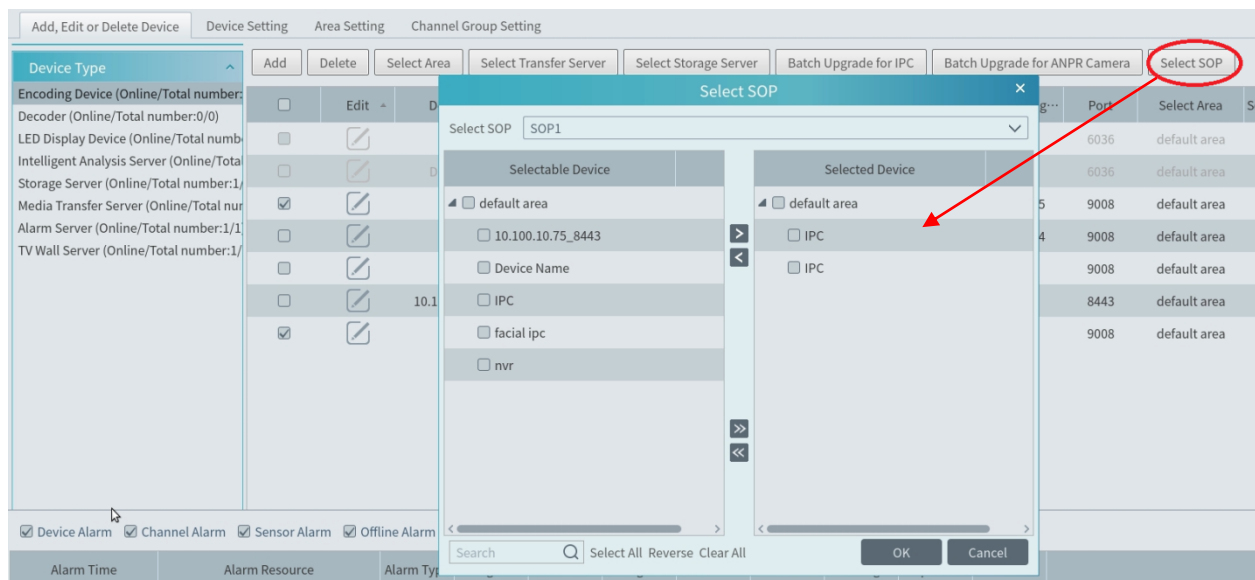 Add, Edit or Delete Device Device Setting Area Setting Channel Group Setting
Device Type
Add Delete Select Area Select Transfer Server Select Storage Server Batch Upgrade for IPC Batch Upgrade for ANPR Camera Select SOP
Encoding Device (Online/Total number:
Decoder (Online/Total number:0/0)
LED Display Device (Online/Total numb
Intelligent Analysis Server (Online/Total
Storage Server (Online/Total number:1/
Media Transfer Server (Online/Total nur
Alarm Server (Online/Total number:1/1
TV Wall Server (Online/Total number:1/
Edit D g··· Port Select Area S
6036 default area
D 6036 default area
5 9008 default area
4 9008 default area
9008 default area
10.1 8443 default area
9008 default area
Select SOP ×
Select SOP SOP1
Selectable Device
default area
10.100.10.75_8443
Device Name
IPC
facial ipc
nvr
>
<
>>
<<
Selected Device
default area
IPC
IPC
Search Select All Reverse Clear All OK Cancel
Device Alarm Channel Alarm Sensor Alarm Offline Alarm
Alarm Time Alarm Resource Alarm Typ